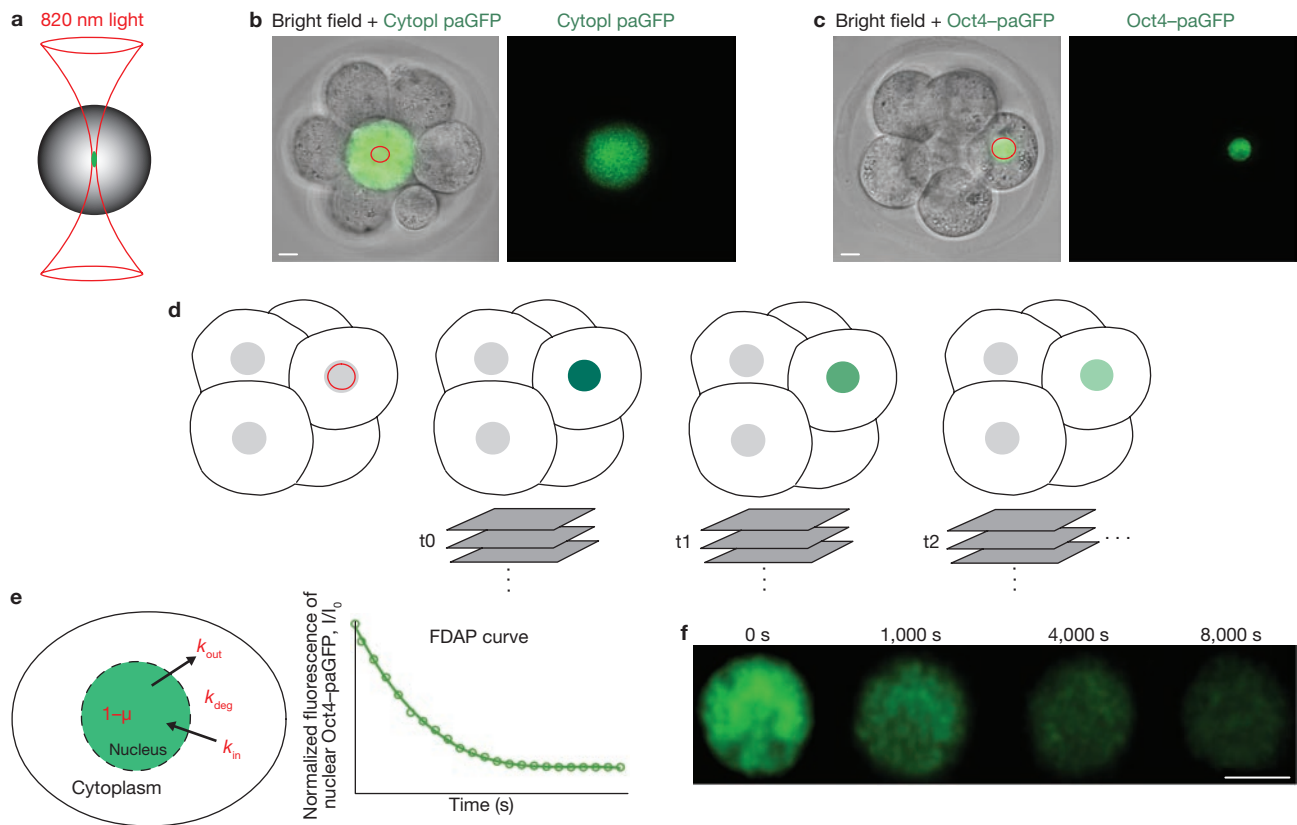 a
820 nm light
b
Bright field + Cytopl paGFP
Cytopl paGFP
c
Bright field + Oct4–paGFP
Oct4–paGFP
d
t0
t1
t2
e
k out
k deg
1–μ
k in
Nucleus
Cytoplasm
Normalized fluorescence of
nuclear Oct4–paGFP, I/I0
FDAP curve
Time (s)
f
0 s
1,000 s
4,000 s
8,000 s